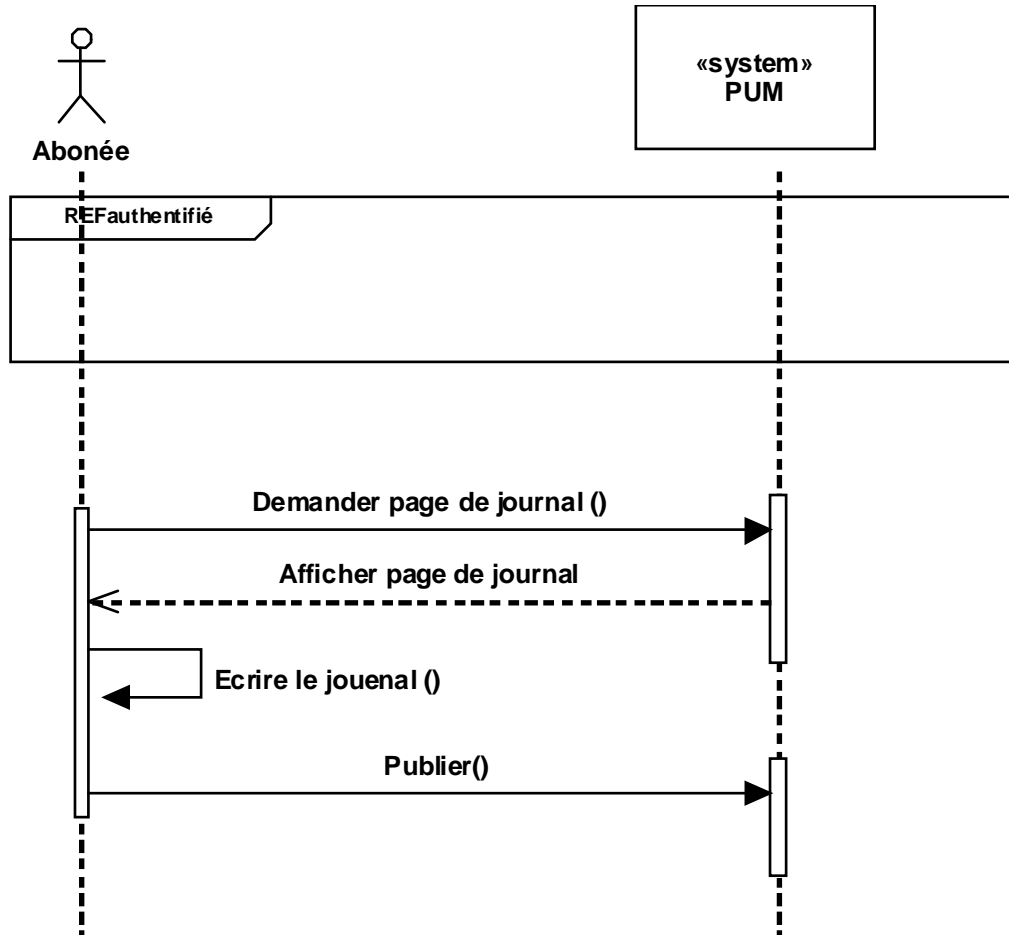 «system»
PUM
Abonée
REFauthentifié
Demander page de journal ()
Afficher page de journal
Ecrire le jouenal ()
Publier()